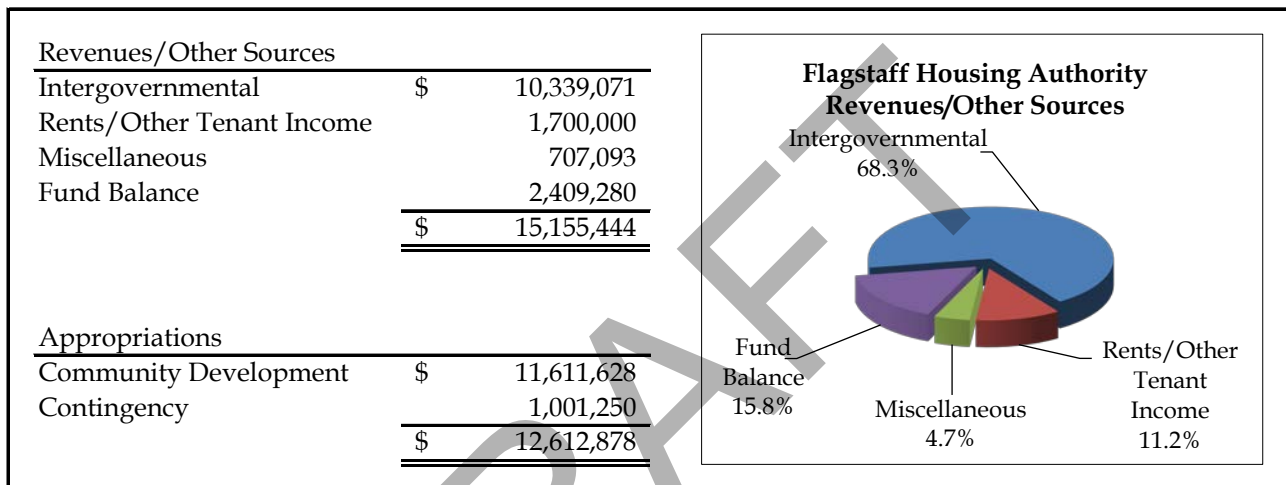 Revenues/Other Sources
Intergovernmental $ 10,339,071
Rents/Other Tenant Income 1,700,000
Miscellaneous 707,093
Fund Balance 2,409,280
$ 15,155,444
Appropriations
Community Development $ 11,611,628
Contingency 1,001,250
$ 12,612,878
Flagstaff Housing Authority
Revenues/Other Sources
Intergovernmental
68.3%
Fund
Balance
15.8%
Miscellaneous
4.7%
Rents/Other
Tenant
Income
11.2%
DRAFT